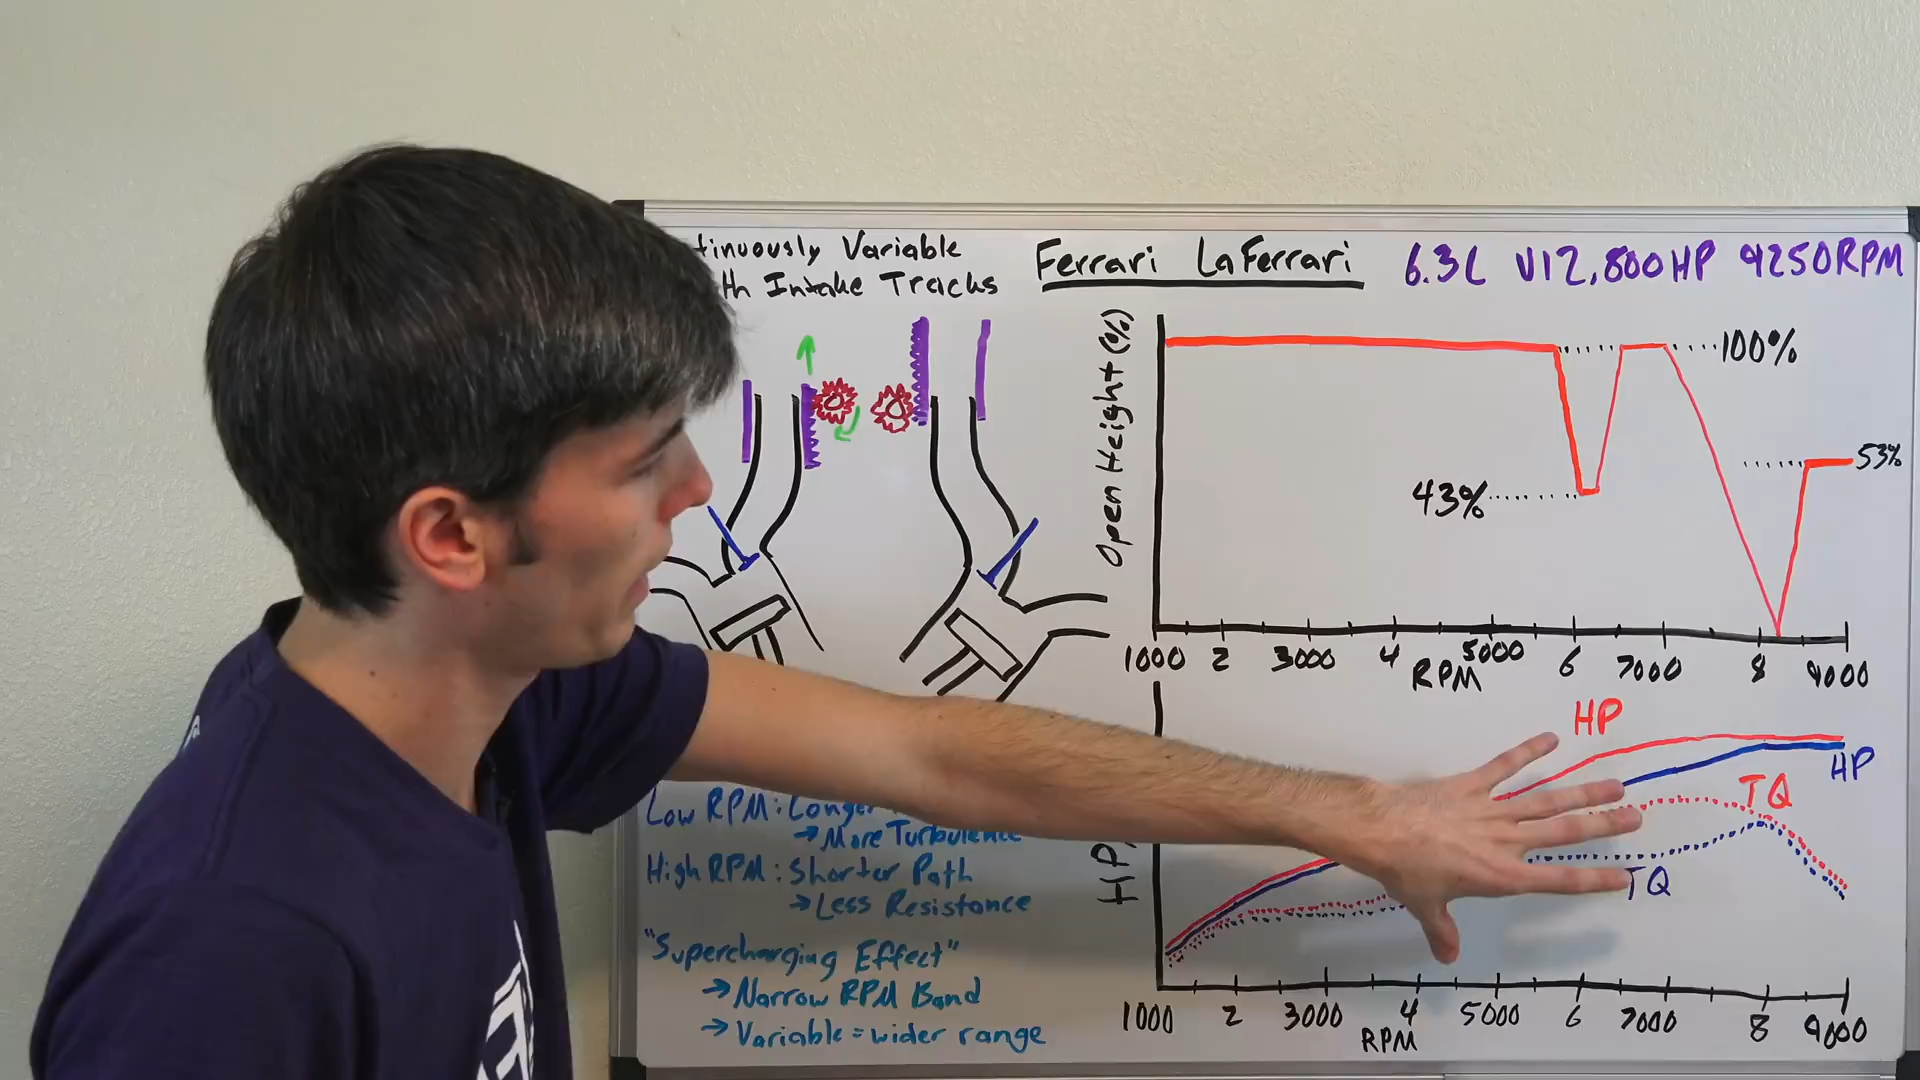 tinuously Variable
th Intake Tracks
Ferrari LaFerrari
6.3L V12, 800HP 9250RPM
Open Height (%)
100%
43%
53%
1000 2 3000 4 5000 6 7000 8 9000
RPM
Low RPM: Longer
→ More Turbulence
High RPM: Shorter Path
→ Less Resistance
"Supercharging Effect"
→ Narrow RPM Band
→ Variable = wider range
HP,
HP
HP
TQ
TQ
1000 2 3000 4 5000 6 7000 8 9000
RPM